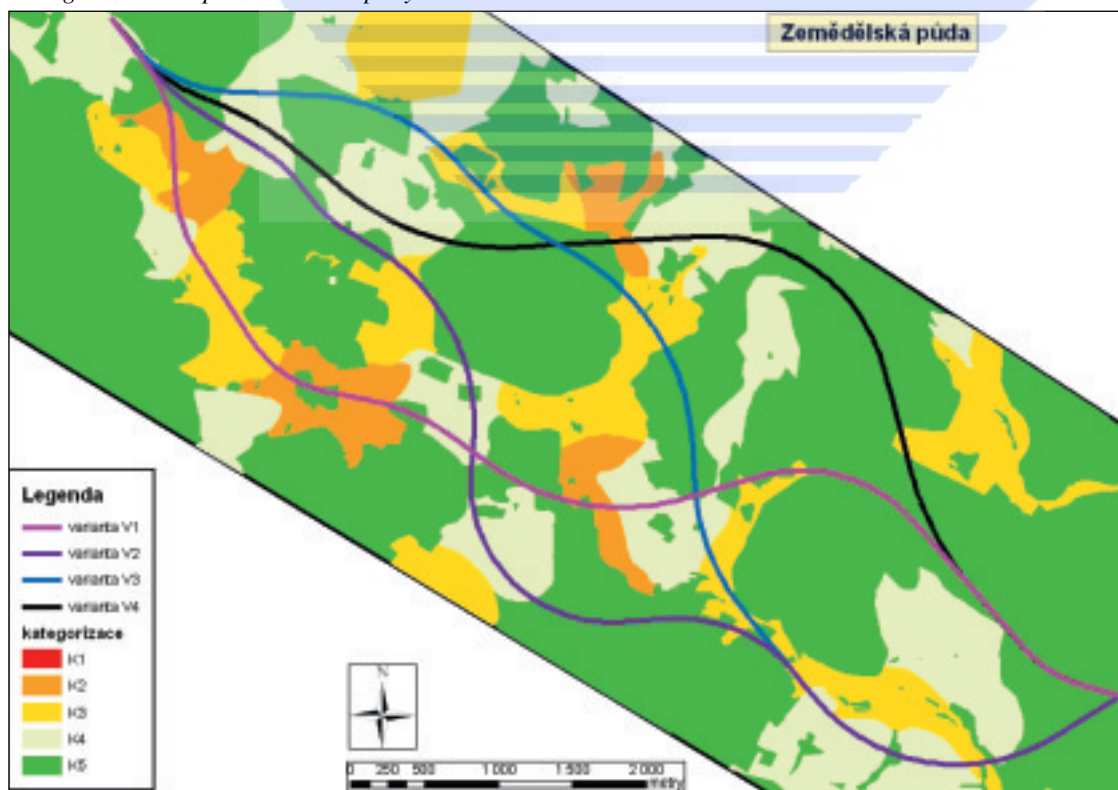 Zemědělská půda
Legenda
varianta V1
varianta V2
varianta V3
varianta V4
kategorizace
K1
K2
K3
K4
K5
N
0 250 500 1 000 1 500 2 000
metry